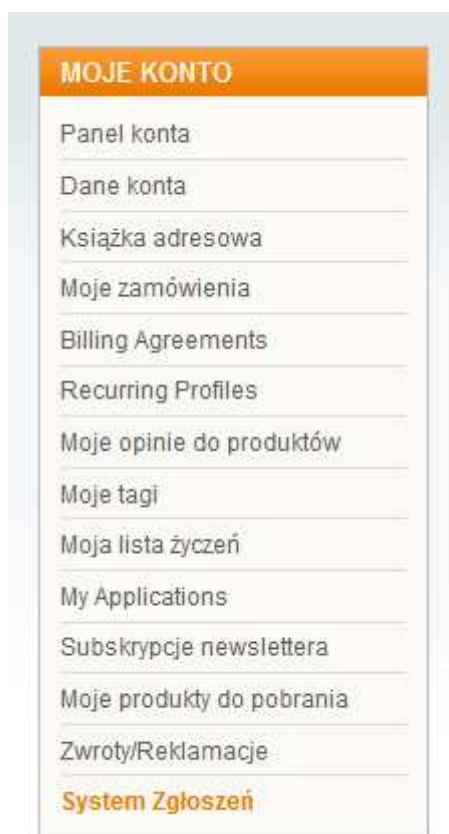 MOJE KONTO
Panel konta
Dane konta
Książka adresowa
Moje zamówienia
Billing Agreements
Recurring Profiles
Moje opinie do produktów
Moje tagi
Moja lista życzeń
My Applications
Subskrypcje newslettera
Moje produkty do pobrania
Zwroty/Reklamacje
System Zgłoszeń